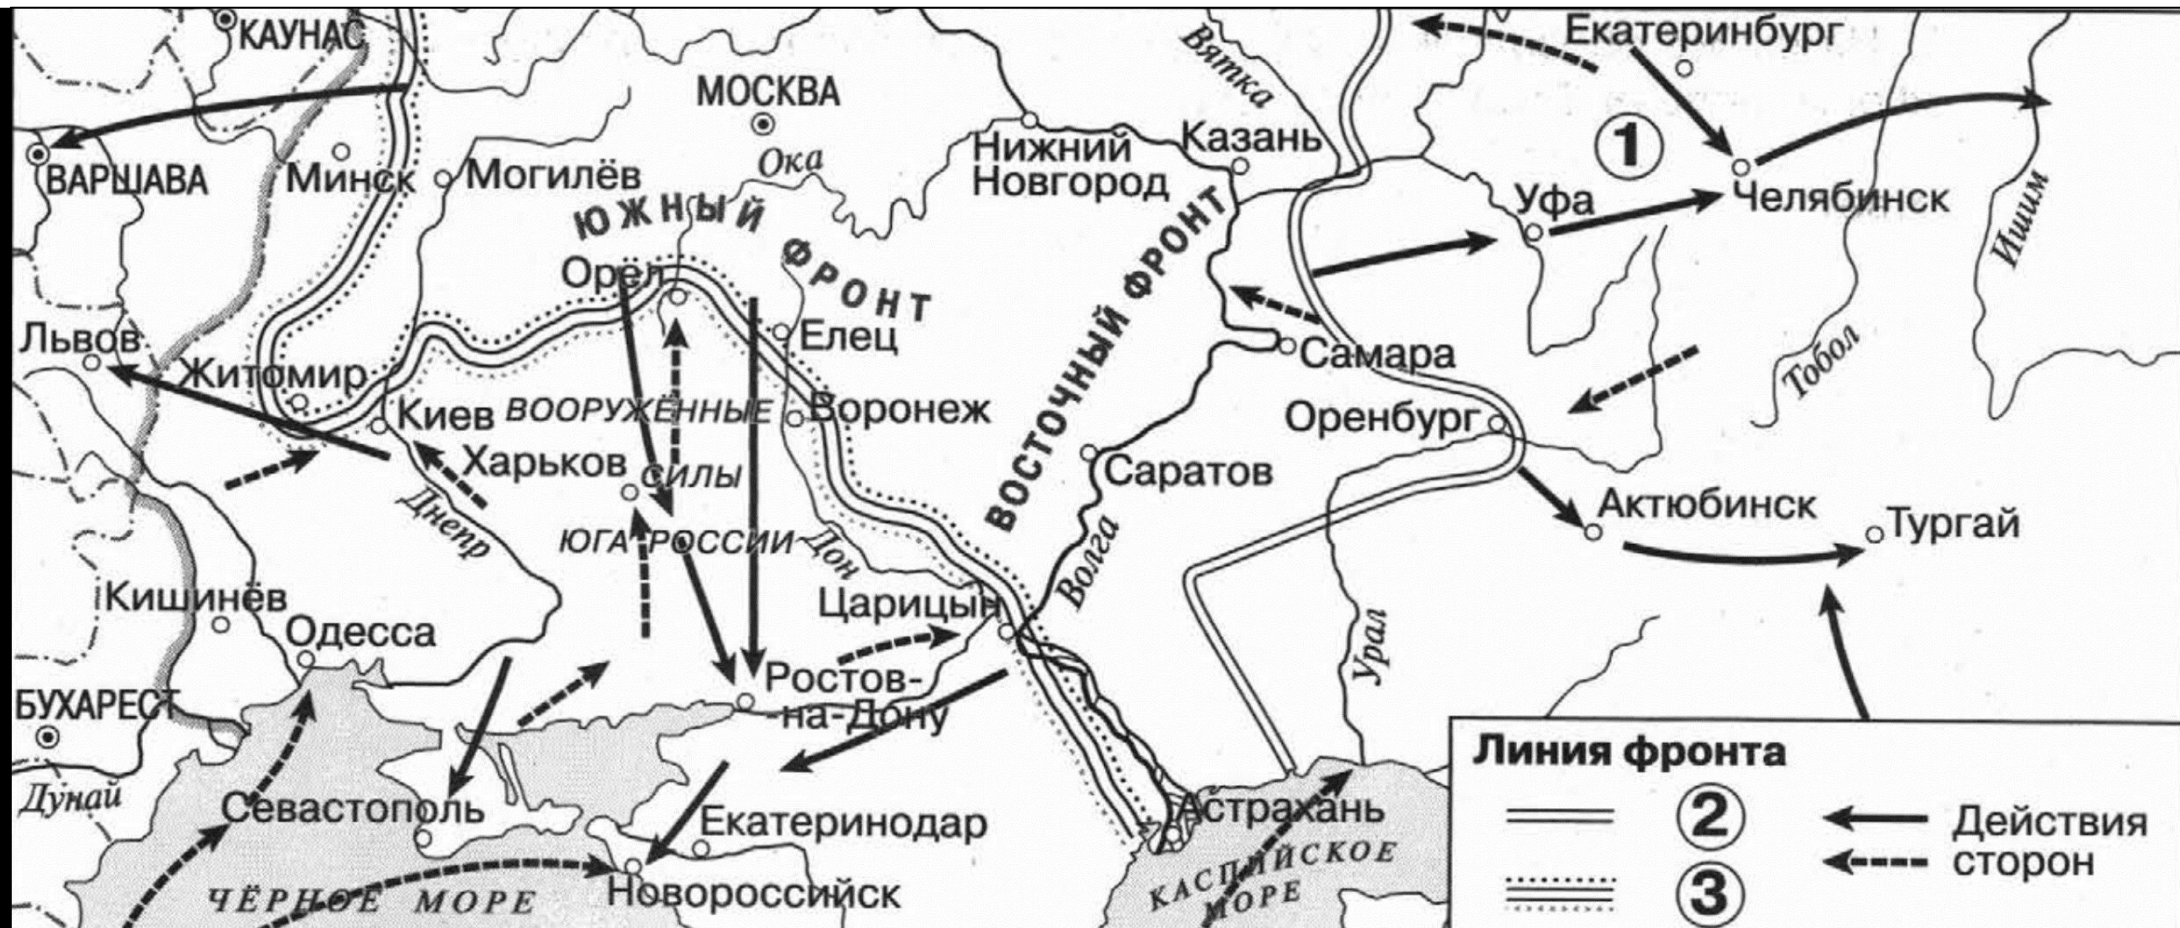 КАУНАС
Екатеринбург
Вятка
МОСКВА
Нижний
Новгород
Казань
1
ВАРШАВА
Минск
Могилёв
Ока
Уфа
Челябинск
Ишим
ЮЖНЫЙ ФРОНТ
ВОСТОЧНЫЙ ФРОНТ
Орёл
Елец
Львов
Житомир
Киев
ВООРУЖЁННЫЕ
СИЛЫ
ЮГА РОССИИ
Воронеж
Самара
Тобол
Оренбург
Харьков
Саратов
Днепр
Дон
Волга
Актюбинск
Тургай
Кишинёв
Одесса
Царицын
Урал
БУХАРЕСТ
Ростов-
-на-Дону
Дунай
Севастополь
Екатеринодар
Астрахань
ЧЁРНОЕ МОРЕ
Новороссийск
КАСПИЙСКОЕ
МОРЕ
Линия фронта
2
3
Действия
сторон